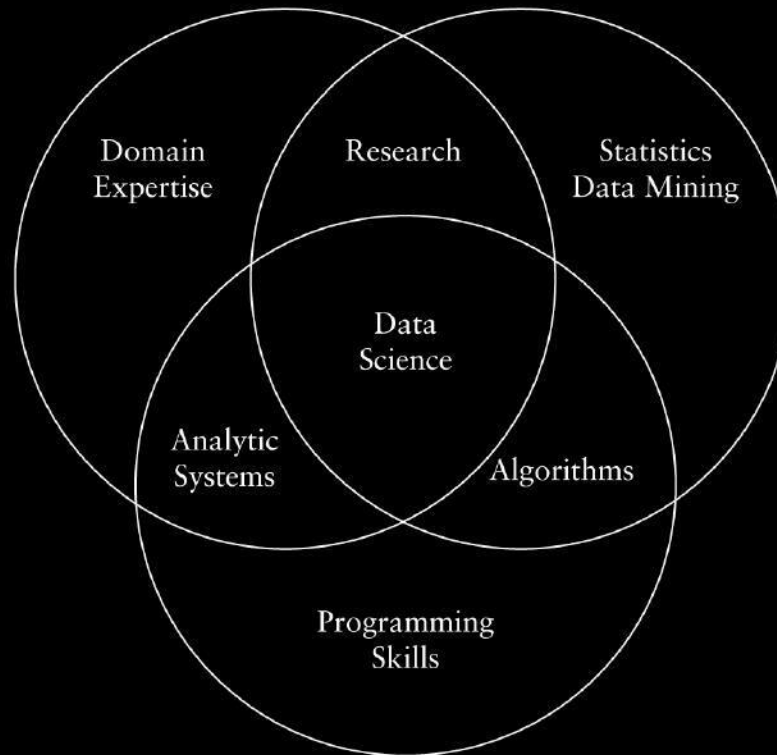 Domain
Expertise
Research
Statistics
Data Mining
Data
Science
Analytic
Systems
Algorithms
Programming
Skills